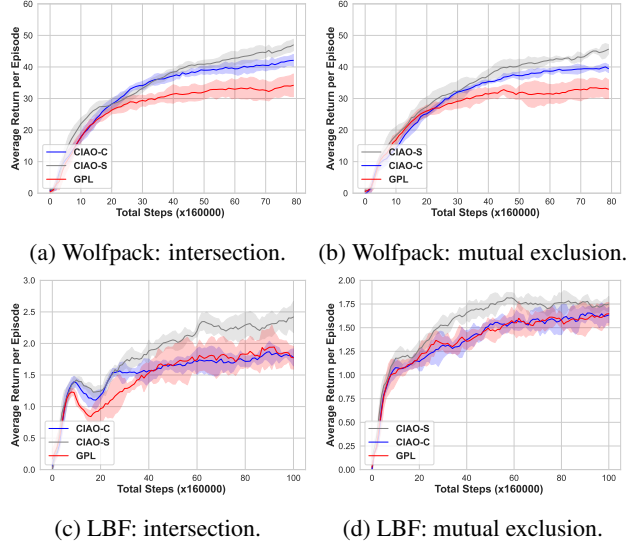 60
50
40
30
20
10
0
Average Return per Episode
CIAO-C
CIAO-S
GPL
0 10 20 30 40 50 60 70 80
Total Steps (x160000)
60
50
40
30
20
10
0
Average Return per Episode
CIAO-S
CIAO-C
GPL
0 10 20 30 40 50 60 70 80
Total Steps (x160000)
(a) Wolfpack: intersection.
(b) Wolfpack: mutual exclusion.
3.0
2.5
2.0
1.5
1.0
0.5
0.0
Average Return per Episode
CIAO-C
CIAO-S
GPL
0 20 40 60 80 100
Total Steps (x160000)
2.00
1.75
1.50
1.25
1.00
0.75
0.50
0.25
0.00
Average Return per Episode
CIAO-S
CIAO-C
GPL
0 20 40 60 80 100
Total Steps (x160000)
(c) LBF: intersection.
(d) LBF: mutual exclusion.